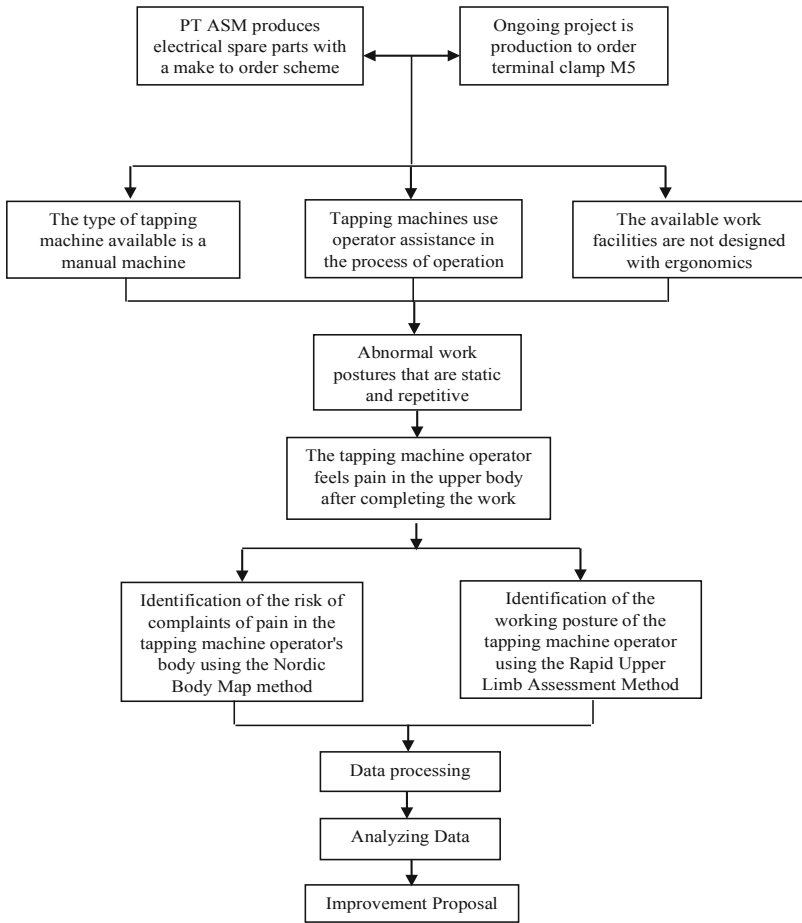 PT ASM produces
electrical spare parts with
a make to order scheme
Ongoing project is
production to order
terminal clamp M5
The type of tapping
machine available is a
manual machine
Tapping machines use
operator assistance in
the process of operation
The available work
facilities are not designed
with ergonomics
Abnormal work
postures that are static
and repetitive
The tapping machine operator
feels pain in the upper body
after completing the work
Identification of the risk of
complaints of pain in the
tapping machine operator's
body using the Nordic
Body Map method
Identification of the
working posture of the
tapping machine operator
using the Rapid Upper
Limb Assessment Method
Data processing
Analyzing Data
Improvement Proposal